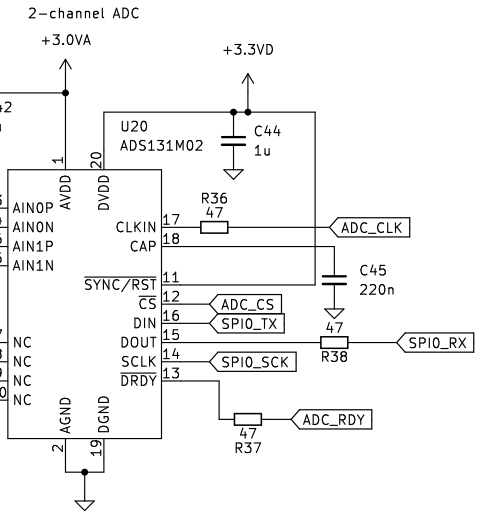 2-channel ADC
+3.0VA
+3.3VD
U20
ADS131M02
C44
1u
1
20
AVDD
DVDD
R36
47
AIN0P
AIN0N
AIN1P
AIN1N
CLKIN
17
ADC_CLK
CAP
18
C45
220n
SYNC/RST
11
CS
12
ADC_CS
DIN
16
SPI0_TX
DOUT
15
47
R38
SPI0_RX
SCLK
14
SPI0_SCK
DRDY
13
NC
NC
NC
NC
AGND
DGND
2
19
47
R37
ADC_RDY